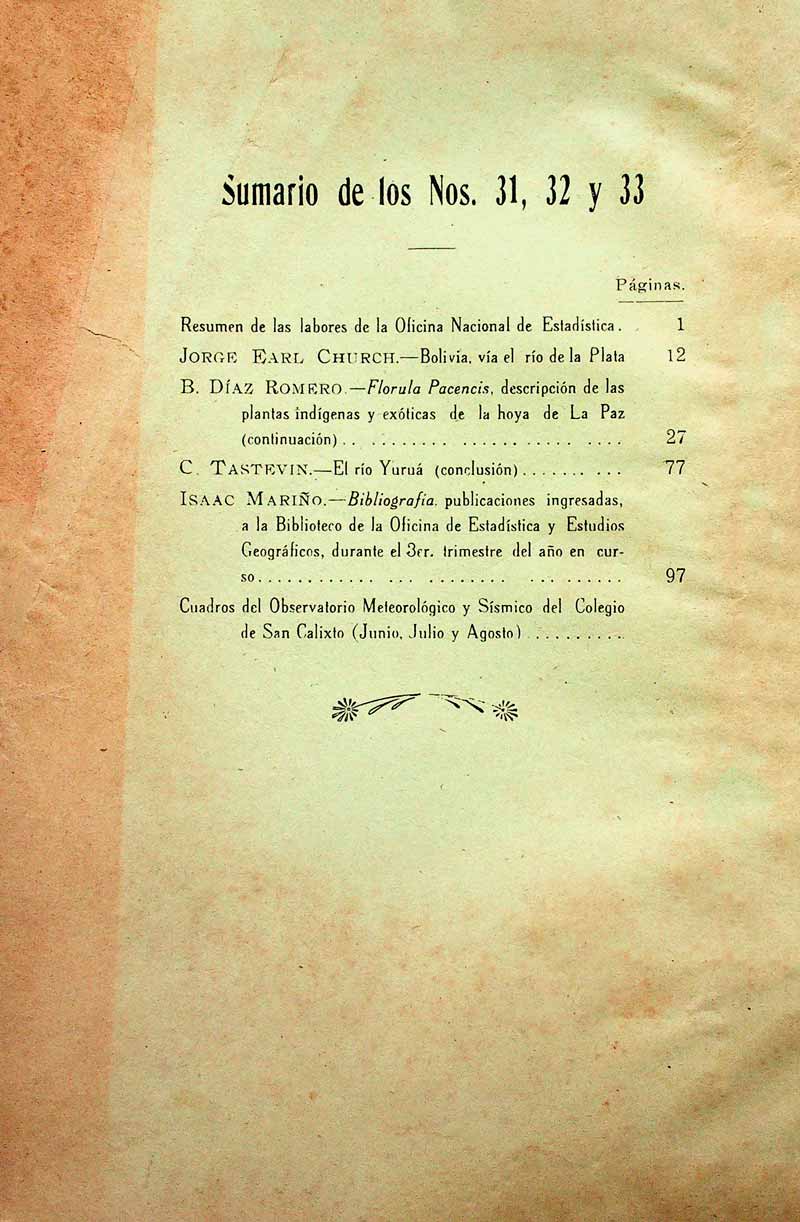 Sumario de los Nos. 31, 32 y 33
Páginas.
Resumen de las labores de la Oficina Nacional de Estadística. 1
JORGE EARL CHURCH.—Bolivia, vía el río de la Plata 12
B. DÍAZ ROMERO.—Florula Pacencis, descripción de las
plantas indígenas y exóticas de la hoya de La Paz
(continuación) . . . . . . . . . . . . . . . . . . . . . . . . . . . . 27
C. TASTEVIN.—El río Yuruá (conclusión) . . . . . . . . . . 77
ISAAC MARIÑO.—Bibliografía, publicaciones ingresadas,
a la Biblioteco de la Oficina de Estadística y Estudios
Geográficos, durante el 3er. trimestre del año en cur-
so . . . . . . . . . . . . . . . . . . . . . . . . . . . . . . . . . . 97
Cuadros del Observatorio Meteorológico y Sísmico del Colegio
de San Calixto (Junio, Julio y Agosto) . . . . . . . . . .